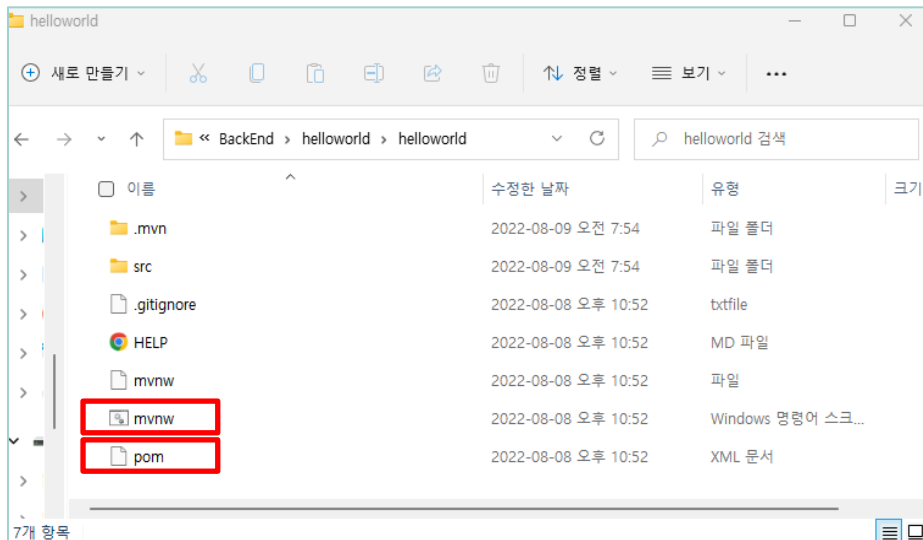 helloworld
새로 만들기 정렬 보기 ...
« BackEnd > helloworld > helloworld helloworld 검색
이름 수정한 날짜 유형 크기
.mvn 2022-08-09 오전 7:54 파일 폴더
src 2022-08-09 오전 7:54 파일 폴더
.gitignore 2022-08-08 오후 10:52 txtfile
HELP 2022-08-08 오후 10:52 MD 파일
mvnw 2022-08-08 오후 10:52 파일
mvnw 2022-08-08 오후 10:52 Windows 명령어 스크...
pom 2022-08-08 오후 10:52 XML 문서
7개 항목